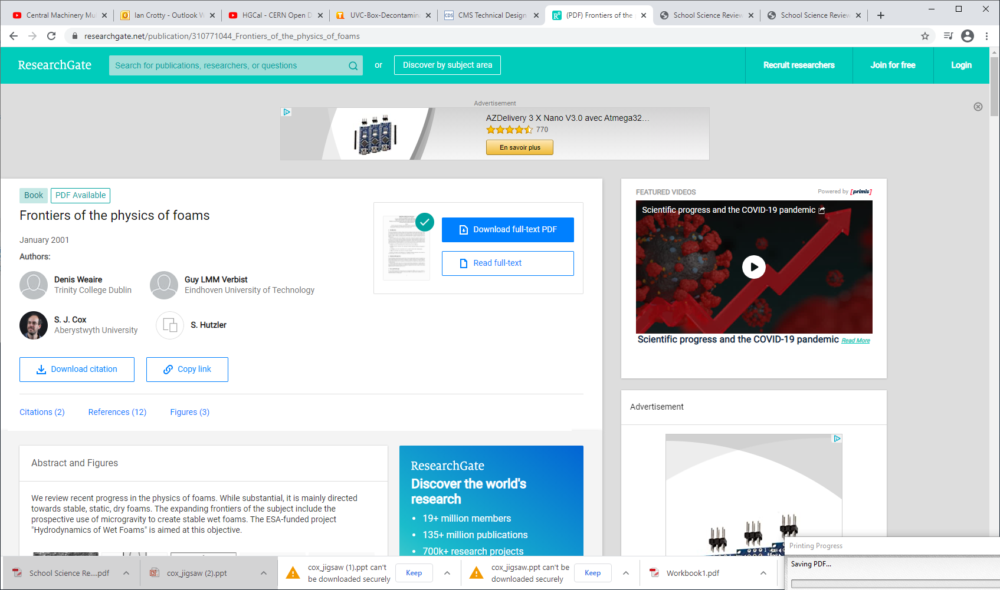 Central Machinery Mul
Ian Crotty - Outlook W
HGCal - CERN Open D
UVC-Box-Decontamin
CMS Technical Design
(PDF) Frontiers of the
School Science Review
School Science Review
researchgate.net/publication/310771044_Frontiers_of_the_physics_of_foams
ResearchGate
Search for publications, researchers, or questions
or
Discover by subject area
Recruit researchers
Join for free
Login
Advertisement
AZDelivery 3 X Nano V3.0 avec Atmega32...
770
En savoir plus
Book
PDF Available
Frontiers of the physics of foams
January 2001
Authors:
Denis Weaire
Trinity College Dublin
Guy LMM Verbist
Eindhoven University of Technology
S. J. Cox
Aberystwyth University
S. Hutzler
Download full-text PDF
Read full-text
Download citation
Copy link
Citations (2)
References (12)
Figures (3)
FEATURED VIDEOS
Powered by [primis]
Scientific progress and the COVID-19 pandemic
Scientific progress and the COVID-19 pandemic Read More
Advertisement
Abstract and Figures
We review recent progress in the physics of foams. While substantial, it is mainly directed
towards stable, static, dry foams. The expanding frontiers of the subject include the
prospective use of microgravity to create stable wet foams. The ESA-funded project
"Hydrodynamics of Wet Foams" is aimed at this objective.
ResearchGate
Discover the world's
research
• 19+ million members
• 135+ million publications
• 700k+ research projects
Printing Progress
Saving PDF...
School Science Re....pdf
cox_jigsaw (2).ppt
cox_jigsaw (1).ppt can't
be downloaded securely
Keep
cox_jigsaw.ppt can't be
downloaded securely
Keep
Workbook1.pdf